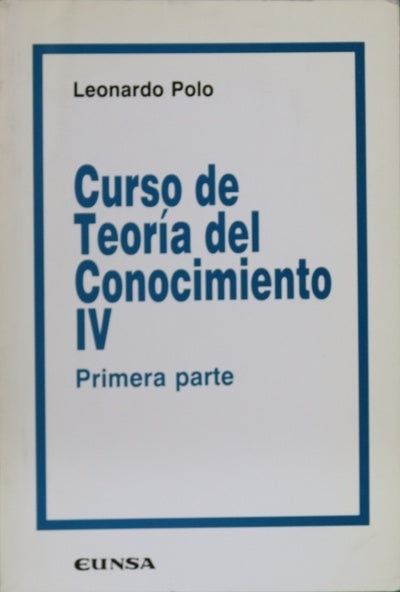 Leonardo Polo
Curso de
Teoría del
Conocimiento
IV
Primera parte
EUNSA